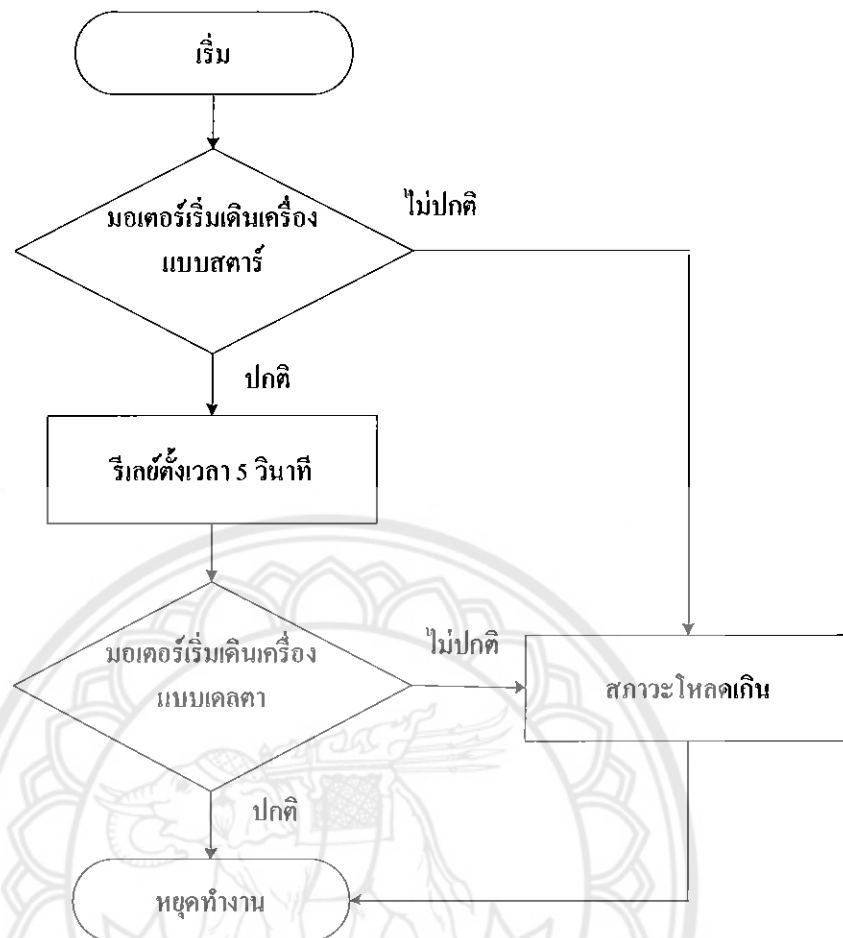 เริ่ม
มอเตอร์เริ่มเดินเครื่อง
แบบสตาร์
ไม่ปกติ
ปกติ
รีเลย์ตั้งเวลา 5 วินาที
มอเตอร์เริ่มเดินเครื่อง
แบบเดลตา
ไม่ปกติ
สภาวะโหลดเกิน
ปกติ
หยุดทำงาน